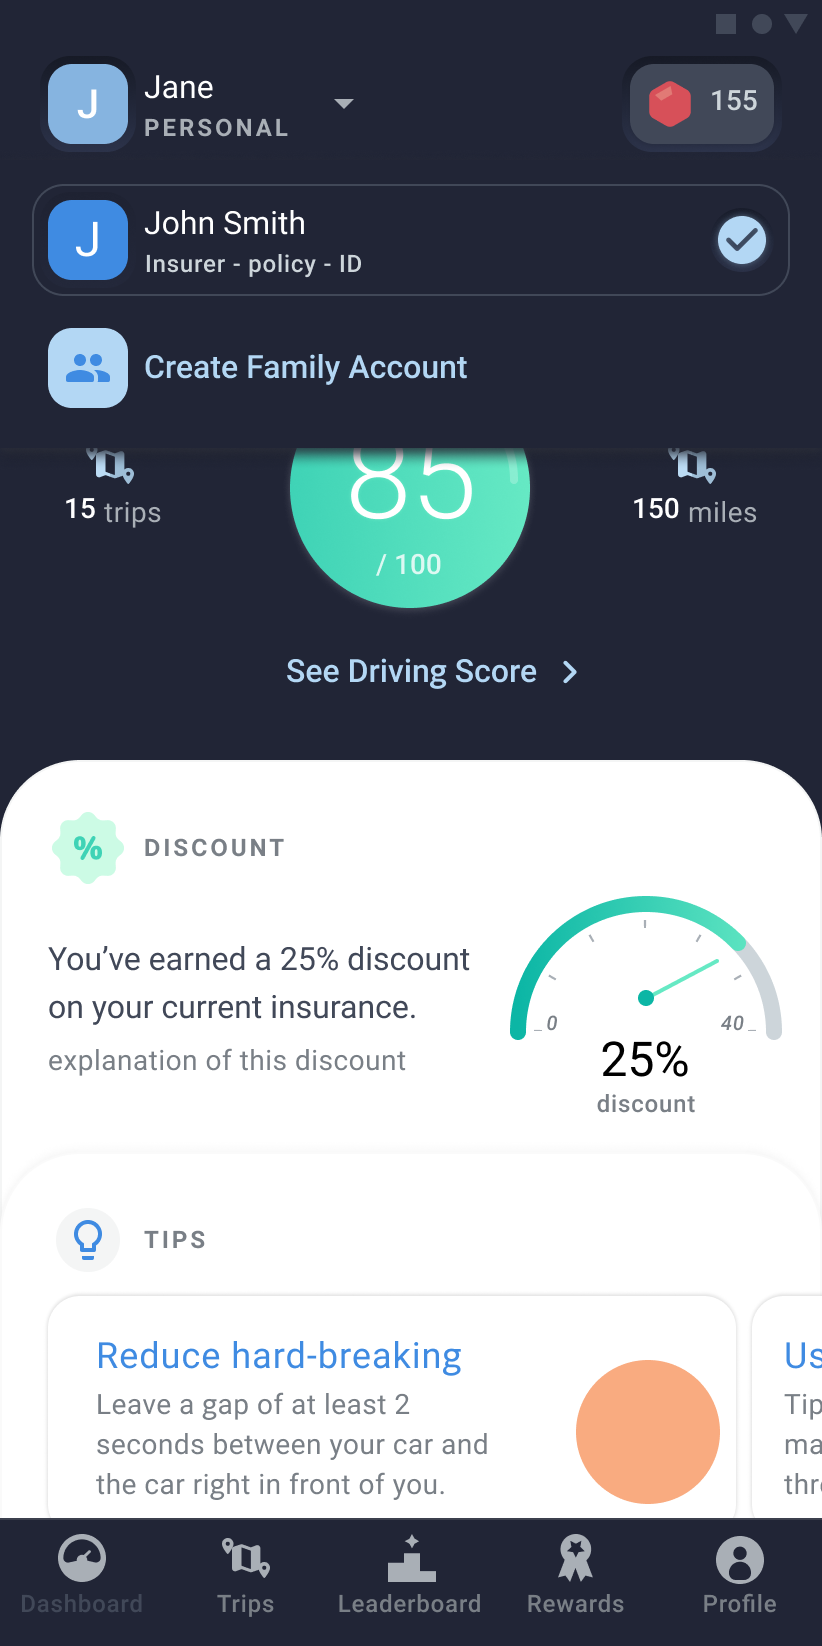 J
Jane
PERSONAL
155
J
John Smith
Insurer - policy - ID
Create Family Account
85
/ 100
15 trips
150 miles
See Driving Score
%
DISCOUNT
You’ve earned a 25% discount
on your current insurance.
explanation of this discount
0
40
25%
discount
TIPS
Reduce hard-breaking
Leave a gap of at least 2
seconds between your car and
the car right in front of you.
Us
Tip
ma
thr
Dashboard
Trips
Leaderboard
Rewards
Profile